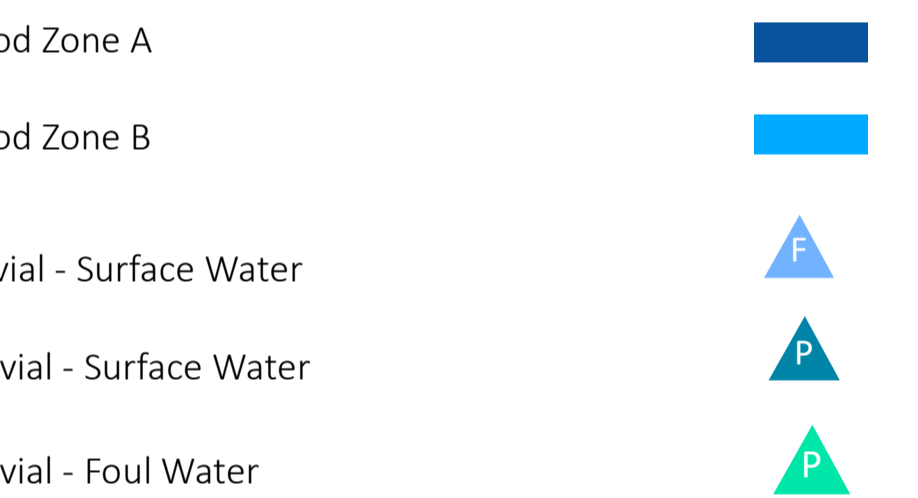 od Zone A
od Zone B
vial - Surface Water
F
vial - Surface Water
P
vial - Foul Water
P